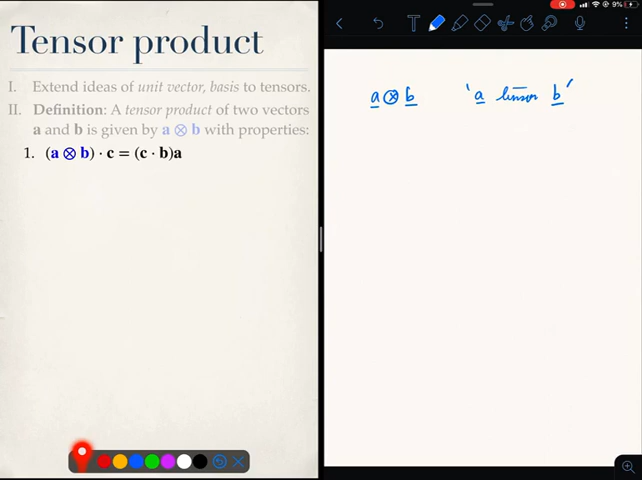 9%
Tensor product
I. Extend ideas of unit vector, basis to tensors.
II. Definition: A tensor product of two vectors
a and b is given by a ⊗ b with properties:
1. (a ⊗ b) · c = (c · b)a
T
a ⊗ b 'a tensor b'